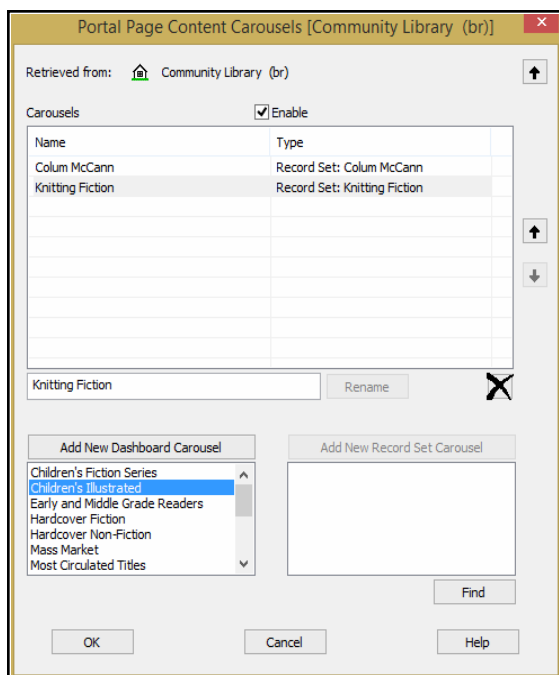 Portal Page Content Carousels [Community Library (br)]
Retrieved from: Community Library (br)
Carousels Enable
Name Type
Colum McCann Record Set: Colum McCann
Knitting Fiction Record Set: Knitting Fiction
Knitting Fiction Rename
Add New Dashboard Carousel Add New Record Set Carousel
Children's Fiction Series
Children's Illustrated
Early and Middle Grade Readers
Hardcover Fiction
Hardcover Non-Fiction
Mass Market
Most Circulated Titles
Find
OK Cancel Help